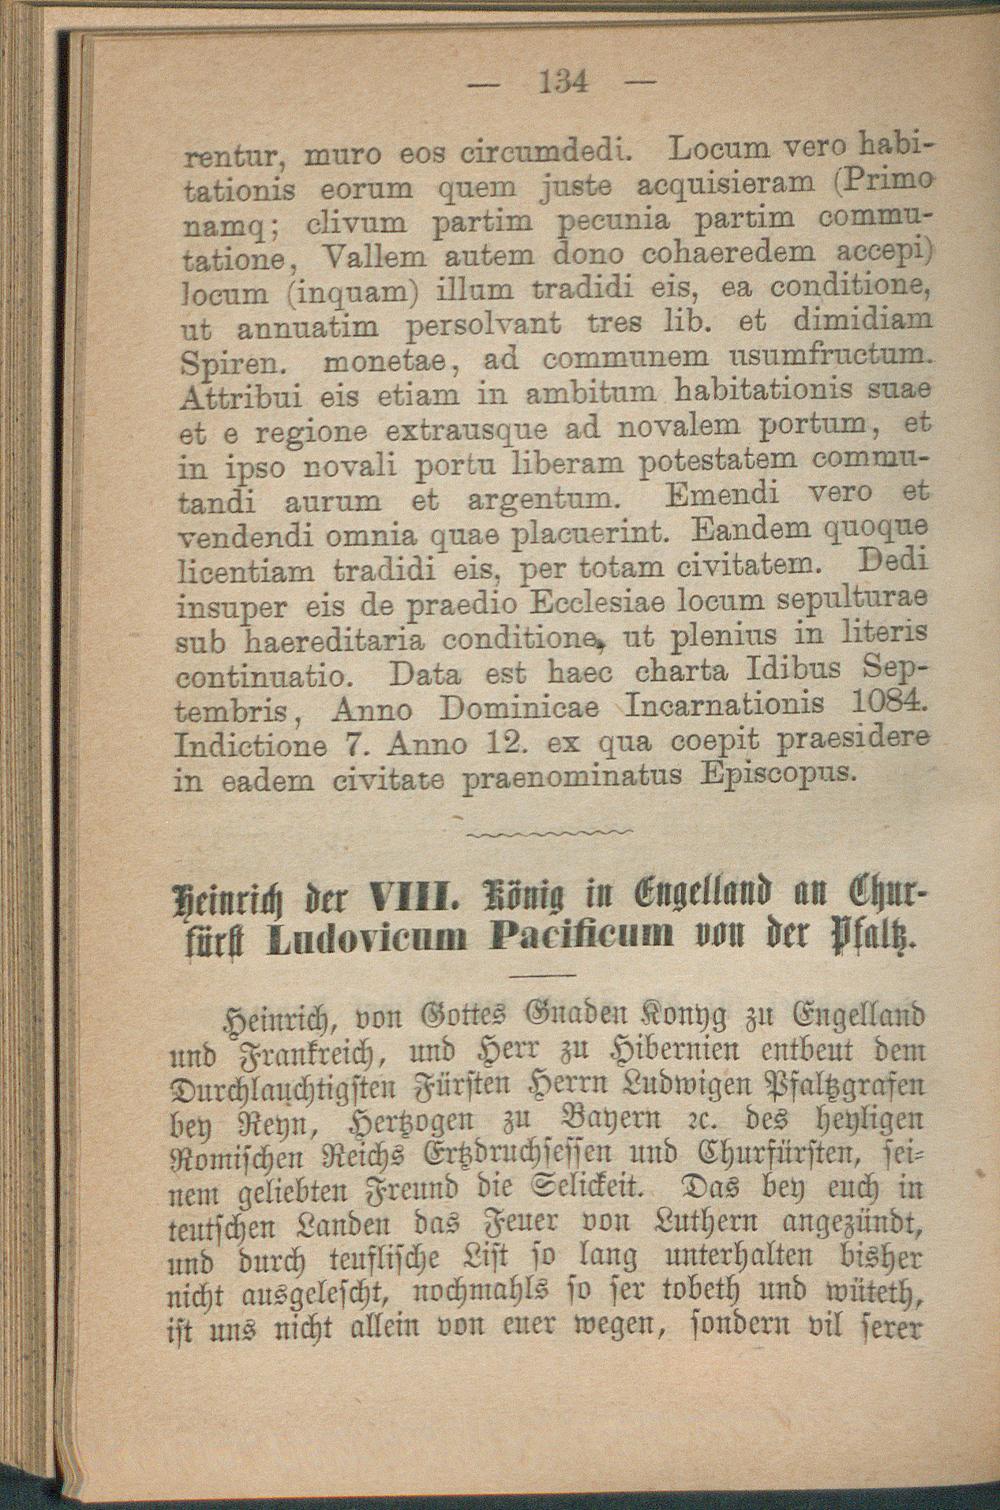 — 134 —
rentur, muro eos circumdedi. Locum vero habi-
tationis eorum quem juste acquisieram (Primo
namq; clivum partim pecunia partim commu-
tatione, Vallem autem dono cohaeredem accepi)
locum (inquam) illum tradidi eis, ea conditione,
ut annuatim persolvant tres lib. et dimidiam
Spiren. monetae, ad communem usumfructum.
Attribui eis etiam in ambitum habitationis suae
et e regione extrausque ad novalem portum, et
in ipso novali portu liberam potestatem commu-
tandi aurum et argentum. Emendi vero et
vendendi omnia quae placuerint. Eandem quoque
licentiam tradidi eis, per totam civitatem. Dedi
insuper eis de praedio Ecclesiae locum sepulturae
sub haereditaria conditione, ut plenius in literis
continuatio. Data est haec charta Idibus Sep-
tembris, Anno Dominicae Incarnationis 1084.
Indictione 7. Anno 12. ex qua coepit praesidere
in eadem civitate praenominatus Episcopus.
Heinrich der VIII. König in Engelland an Chur-
fürst Ludovicum Pacificum von der Pfaltz.
Heinrich, von Gottes Gnaden Konyg zu Engelland
und Frankreich, und Herr zu Hibernien entbeut dem
Durchlauchtigsten Fürsten Herrn Ludwigen Pfaltzgrafen
bey Reyn, Hertzogen zu Bayern ꝛc. des heyligen
Romischen Reichs Ertzdruchsessen und Churfürsten, sei-
nem geliebten Freund die Selickeit. Das bey euch in
teutschen Landen das Feuer von Luthern angezündt,
und durch teuflische List so lang unterhalten bisher
nicht ausgelescht, nochmahls so ser tobeth und wüteth,
ist uns nicht allein von euer wegen, sondern vil serer